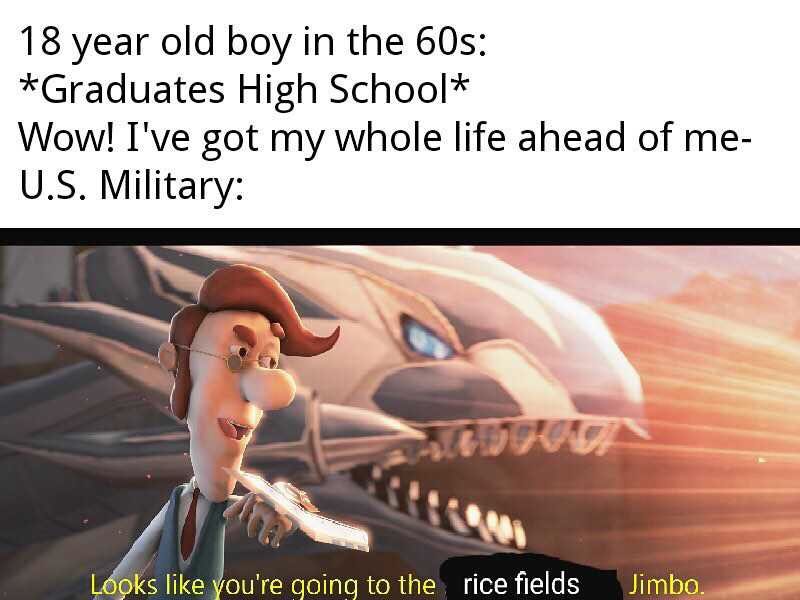 18 year old boy in the 60s:
*Graduates High School*
Wow! I've got my whole life ahead of me-
U.S. Military:
Looks like you're going to the rice fields Jimbo.